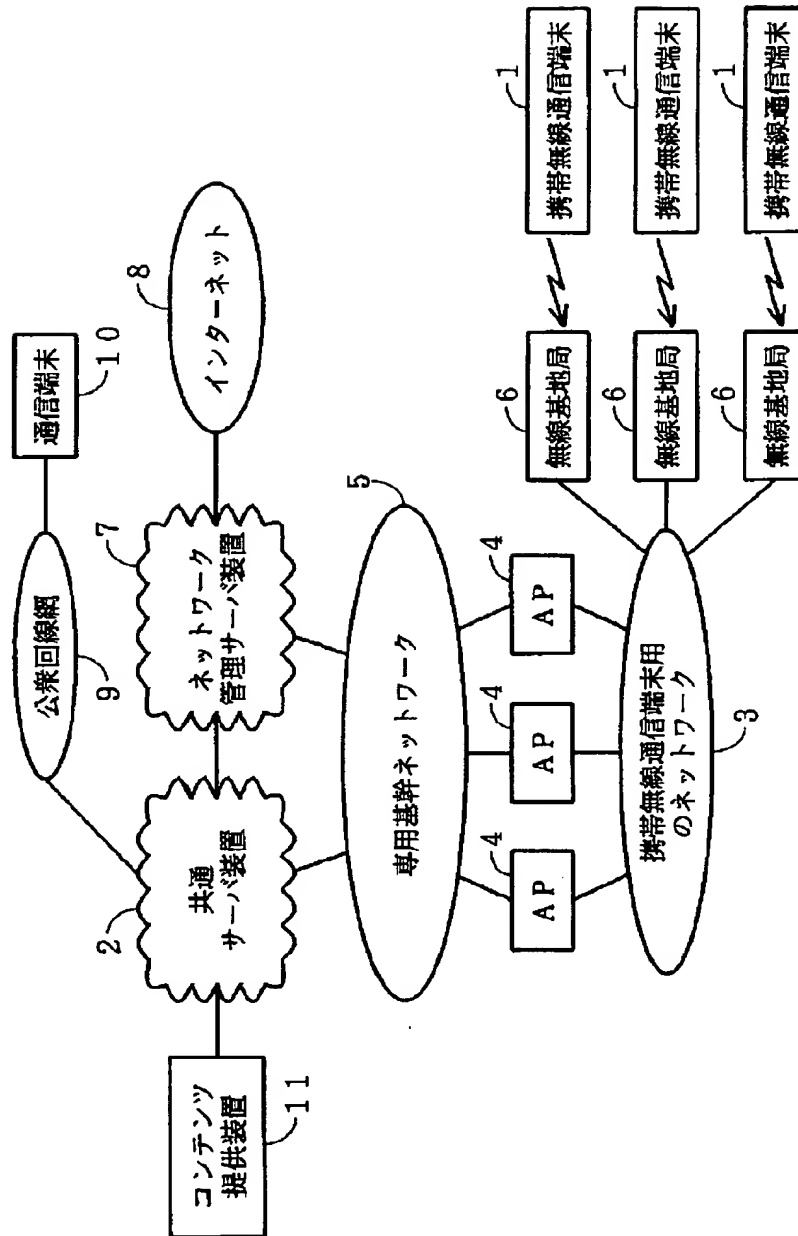 通信端末
10
公衆回線網
9
インターネット
8
ネットワーク
管理サーバ装置
7
共通
サーバ装置
2
コンテンツ
提供装置
11
専用基幹ネットワーク
5
AP
4
AP
4
AP
4
携帯無線通信端末用
のネットワーク
3
無線基地局
6
無線基地局
6
無線基地局
6
携帯無線通信端末
1
携帯無線通信端末
1
携帯無線通信端末
1